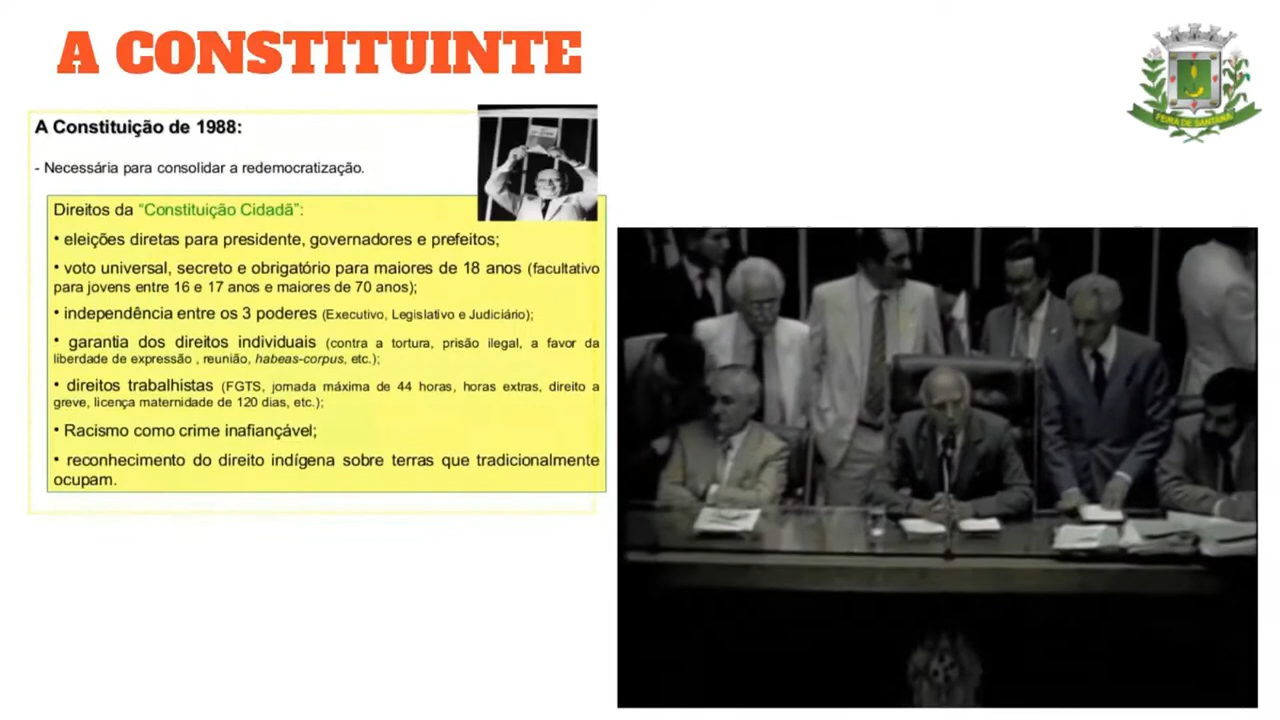 A CONSTITUINTE
A Constituição de 1988:
- Necessária para consolidar a redemocratização.
Direitos da “Constituição Cidadã”:
• eleições diretas para presidente, governadores e prefeitos;
• voto universal, secreto e obrigatório para maiores de 18 anos (facultativo
para jovens entre 16 e 17 anos e maiores de 70 anos);
• independência entre os 3 poderes (Executivo, Legislativo e Judiciário);
• garantia dos direitos individuais (contra a tortura, prisão ilegal, a favor da
liberdade de expressão , reunião, habeas-corpus, etc.);
• direitos trabalhistas (FGTS, jornada máxima de 44 horas, horas extras, direito a
greve, licença maternidade de 120 dias, etc.);
• Racismo como crime inafiançável;
• reconhecimento do direito indígena sobre terras que tradicionalmente
ocupam.
FEIRA DE SANTANA